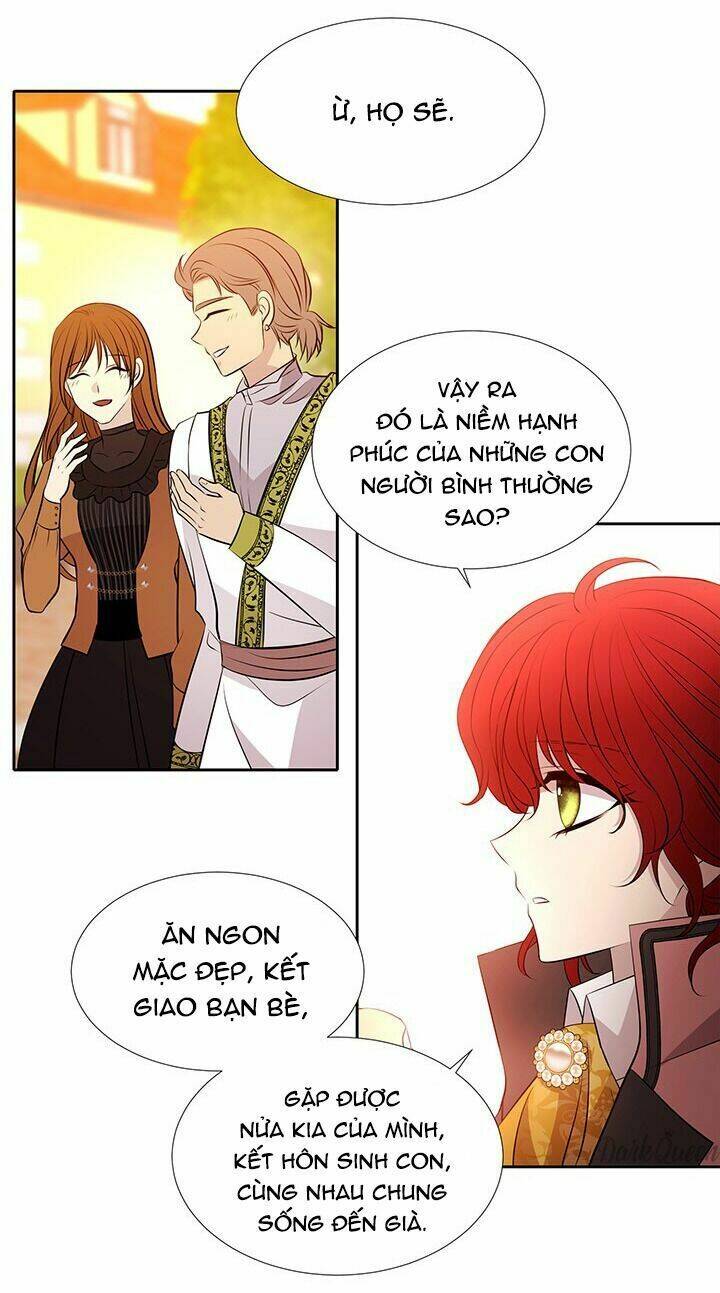 Ừ, HỌ SẼ.
VẬY RA
ĐÓ LÀ NIỀM HẠNH
PHÚC CỦA NHỮNG CON
NGƯỜI BÌNH THƯỜNG
SAO?
ĂN NGON
MẶC ĐẸP, KẾT
GIAO BẠN BÈ,
GẶP ĐƯỢC
NỬA KIA CỦA MÌNH,
KẾT HÔN SINH CON,
CÙNG NHAU CHUNG
SỐNG ĐẾN GIÀ.
DarkQueen